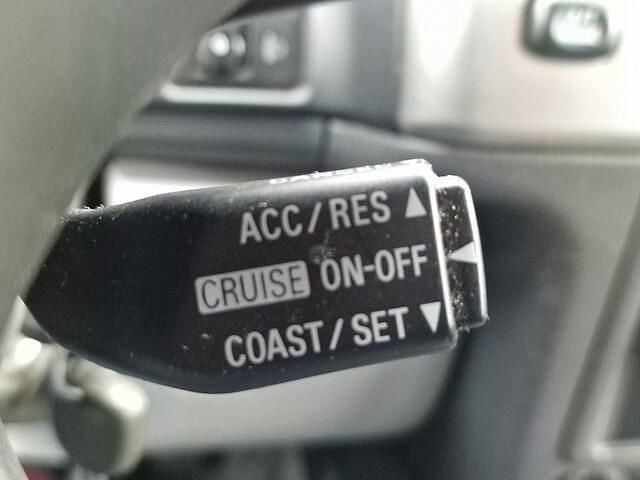 ACC/RES ▲
CRUISE ON-OFF
COAST/SET ▼